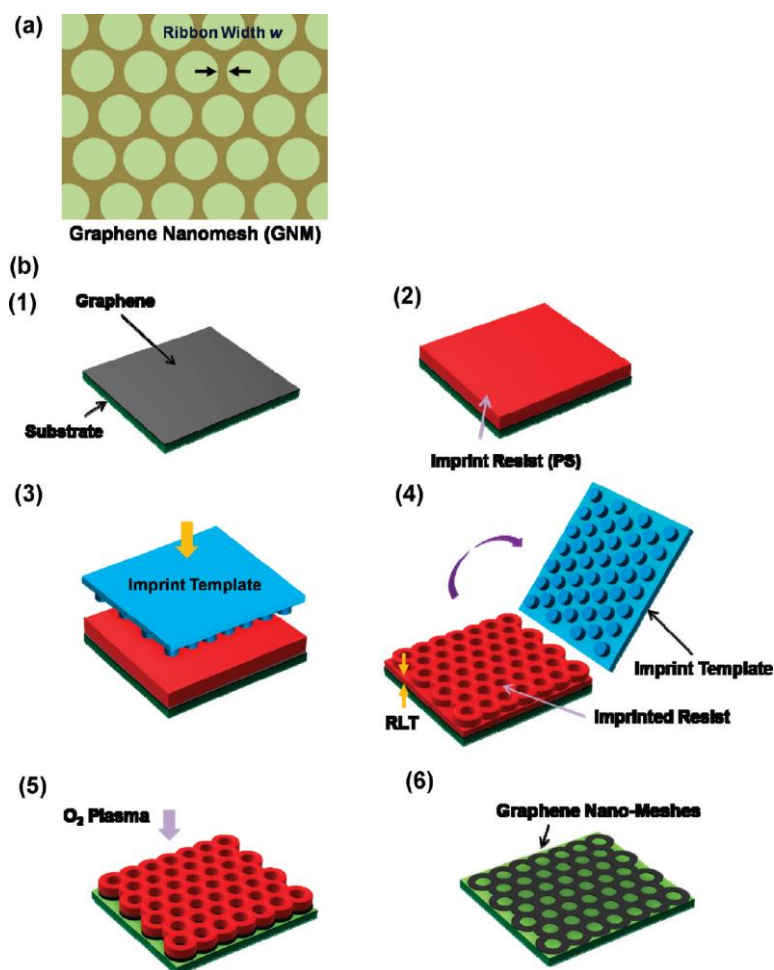 (a)
Ribbon Width w
Graphene Nanomesh (GNM)
(b)
(1)
Graphene
Substrate
(2)
Imprint Resist (PS)
(3)
Imprint Template
(4)
Imprint Template
RLT
Imprinted Resist
(5)
O₂ Plasma
(6)
Graphene Nano-Meshes